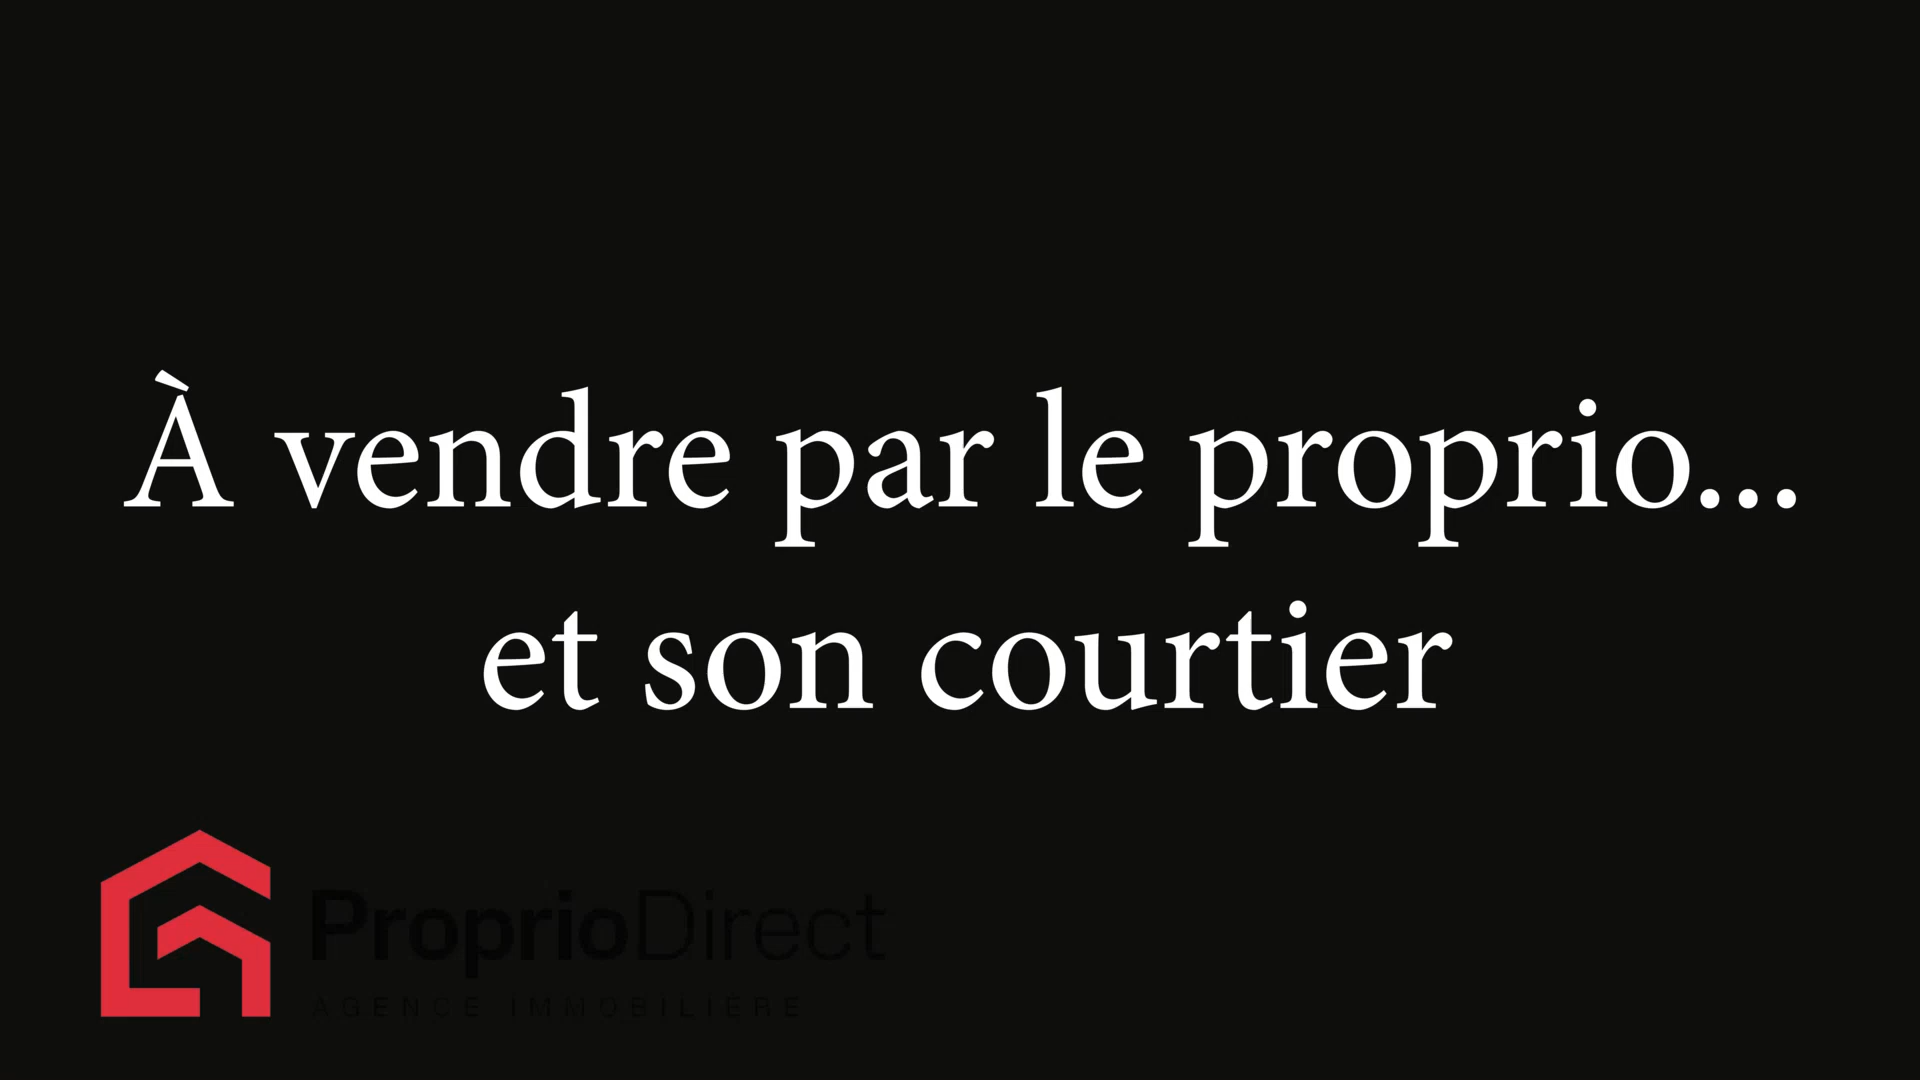 À vendre par le proprio...
et son courtier
ProprioDirect
AGENCE IMMOBILIÈRE